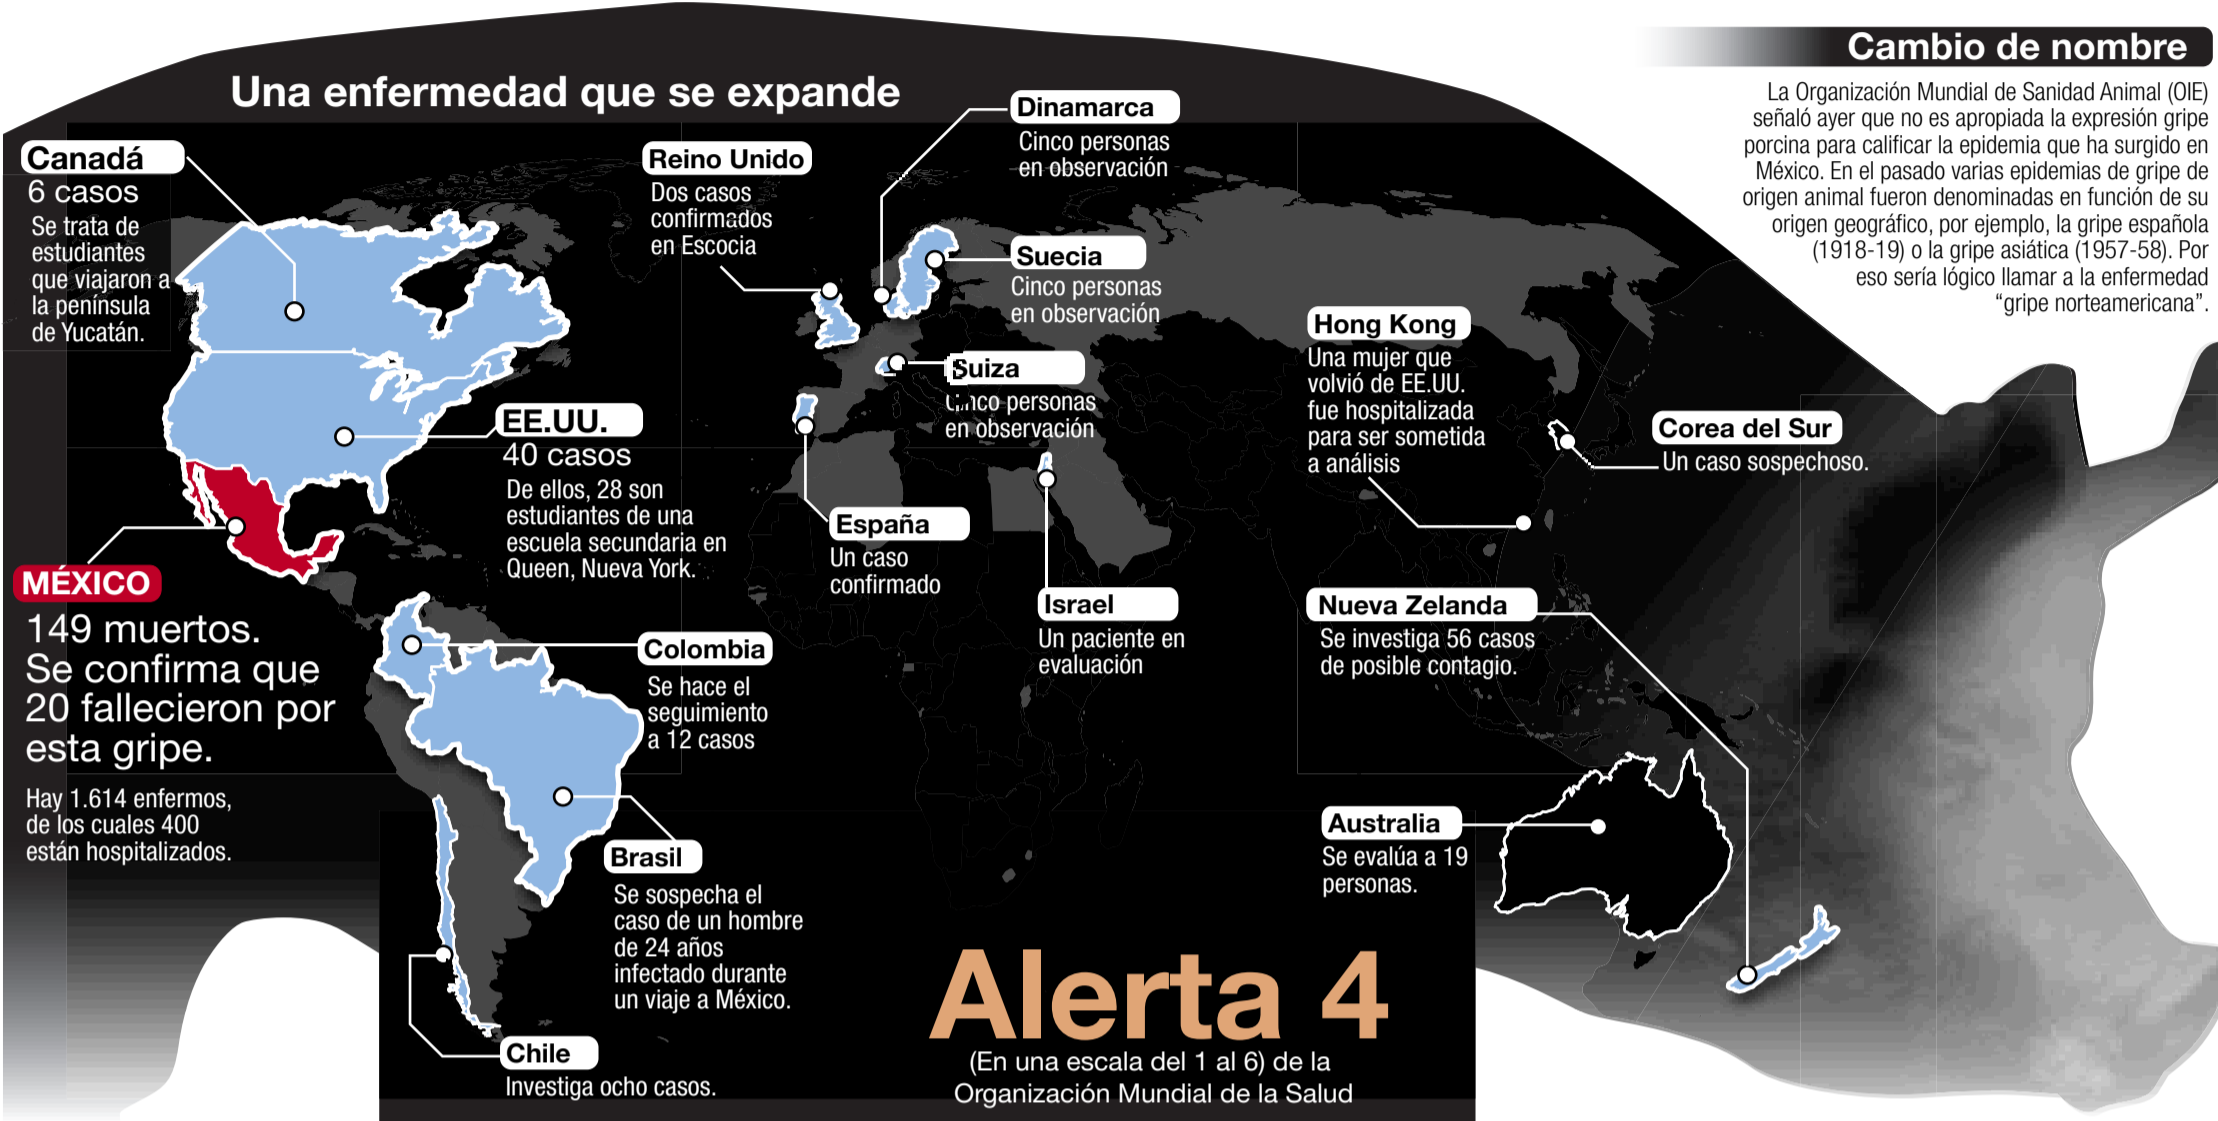 Una enfermedad que se expande
Canadá
6 casos
Se trata de
estudiantes
que viajaron a
la península
de Yucatán.
EE.UU.
40 casos
De ellos, 28 son
estudiantes de una
escuela secundaria en
Queen, Nueva York.
MÉXICO
149 muertos.
Se confirma que
20 fallecieron por
esta gripe.
Hay 1.614 enfermos,
de los cuales 400
están hospitalizados.
Colombia
Se hace el
seguimiento
a 12 casos
Brasil
Se sospecha el
caso de un hombre
de 24 años
infectado durante
un viaje a México.
Chile
Investiga ocho casos.
Reino Unido
Dos casos
confirmados
en Escocia
Dinamarca
Cinco personas
en observación
Suecia
Cinco personas
en observación
Suiza
Cinco personas
en observación
España
Un caso
confirmado
Israel
Un paciente en
evaluación
Hong Kong
Una mujer que
volvió de EE.UU.
fue hospitalizada
para ser sometida
a análisis
Corea del Sur
Un caso sospechoso.
Nueva Zelanda
Se investiga 56 casos
de posible contagio.
Australia
Se evalúa a 19
personas.
Alerta 4
(En una escala del 1 al 6) de la
Organización Mundial de la Salud
Cambio de nombre
La Organización Mundial de Sanidad Animal (OIE)
señaló ayer que no es apropiada la expresión gripe
porcina para calificar la epidemia que ha surgido en
México. En el pasado varias epidemias de gripe de
origen animal fueron denominadas en función de su
origen geográfico, por ejemplo, la gripe española
(1918-19) o la gripe asiática (1957-58). Por
eso sería lógico llamar a la enfermedad
“gripe norteamericana”.